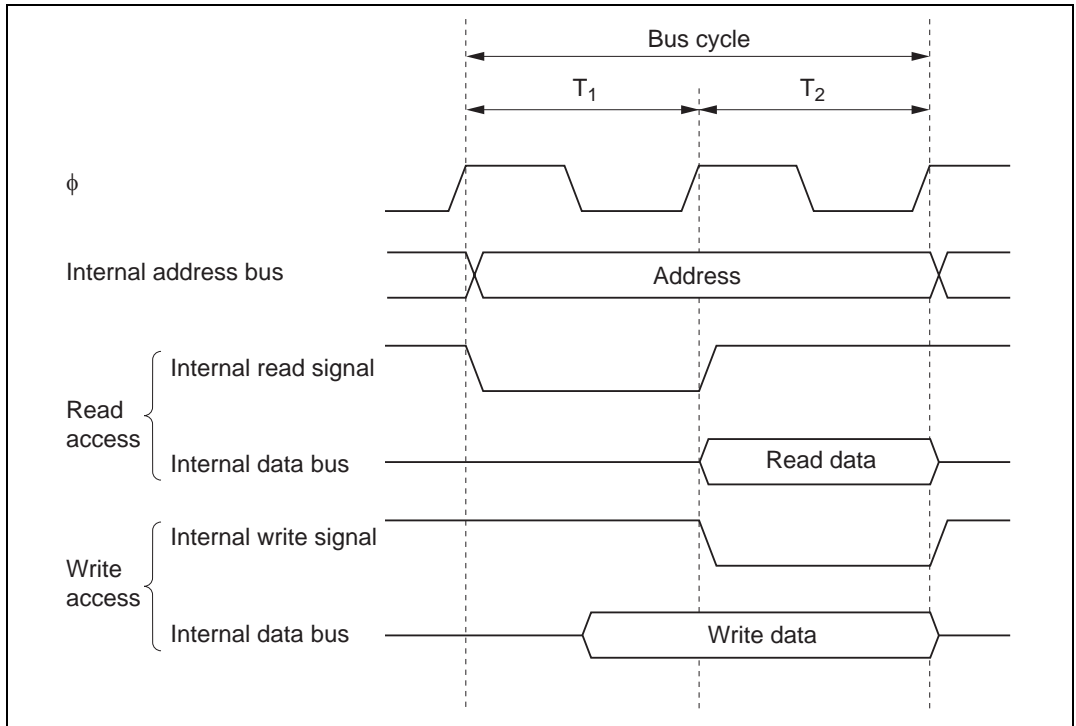 Bus cycle
T₁ T₂
ϕ
Internal address bus
Address
Read
access
Internal read signal
Internal data bus
Read data
Write
access
Internal write signal
Internal data bus
Write data